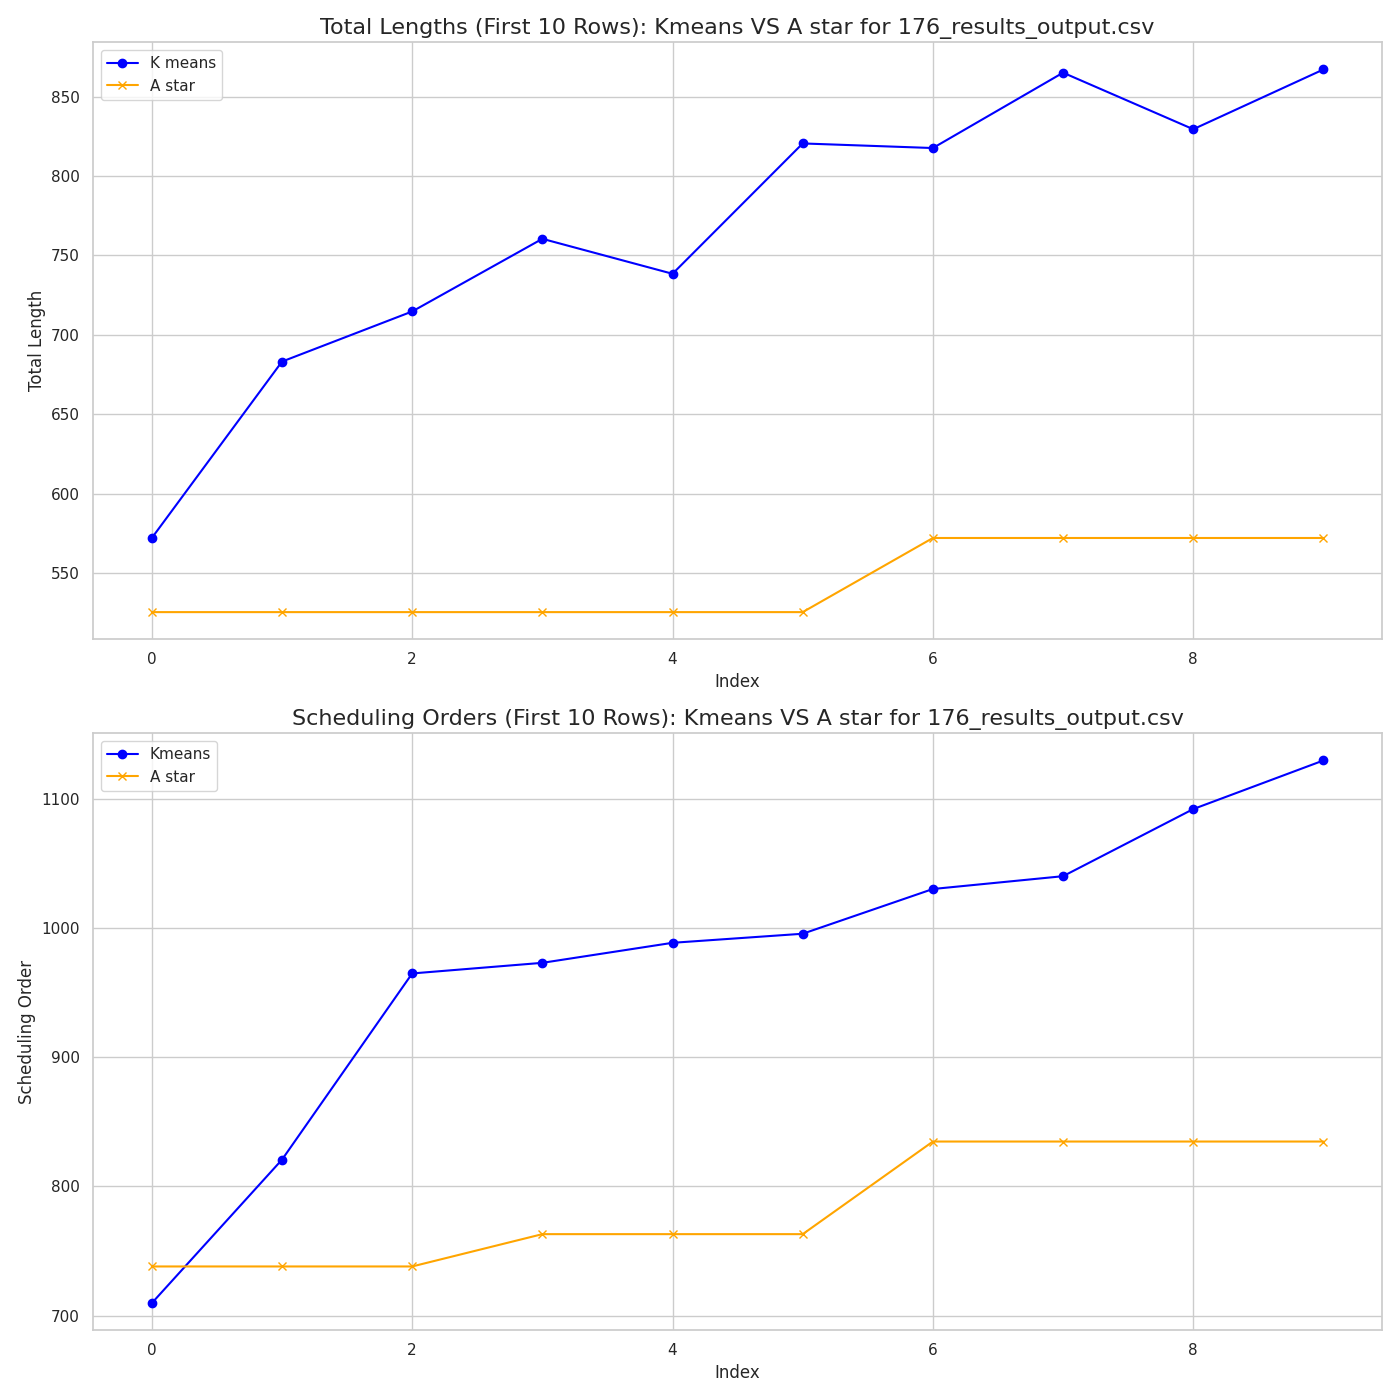 Total Lengths (First 10 Rows): Kmeans VS A star for 176_results_output.csv
K means
A star
850
800
750
700
650
600
550
Total Length
0 2 4 6 8
Index
Scheduling Orders (First 10 Rows): Kmeans VS A star for 176_results_output.csv
Kmeans
A star
1100
1000
900
800
700
Scheduling Order
0 2 4 6 8
Index